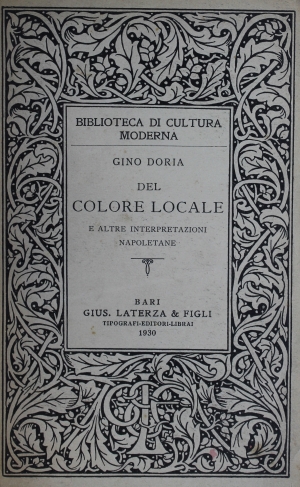 BIBLIOTECA DI CULTURA
MODERNA
GINO DORIA
DEL
COLORE LOCALE
E ALTRE INTERPRETAZIONI
NAPOLETANE
BARI
GIUS. LATERZA & FIGLI
TIPOGRAFI-EDITORI-LIBRAI
1930